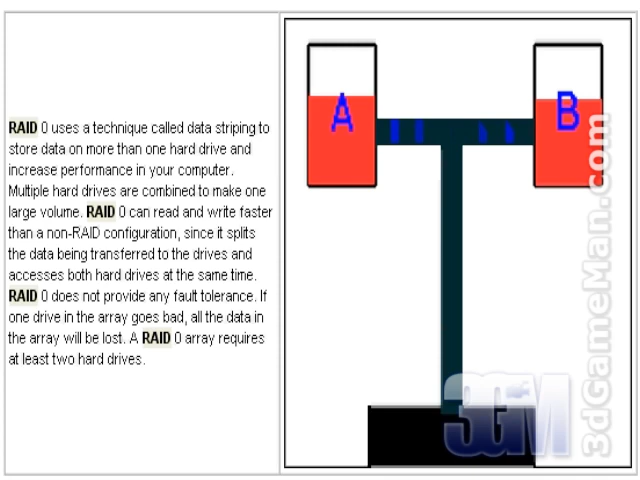 RAID 0 uses a technique called data striping to
store data on more than one hard drive and
increase performance in your computer.
Multiple hard drives are combined to make one
large volume. RAID 0 can read and write faster
than a non-RAID configuration, since it splits
the data being transferred to the drives and
accesses both hard drives at the same time.
RAID 0 does not provide any fault tolerance. If
one drive in the array goes bad, all the data in
the array will be lost. A RAID 0 array requires
at least two hard drives.
A
B
3dGameMan.com
3GM